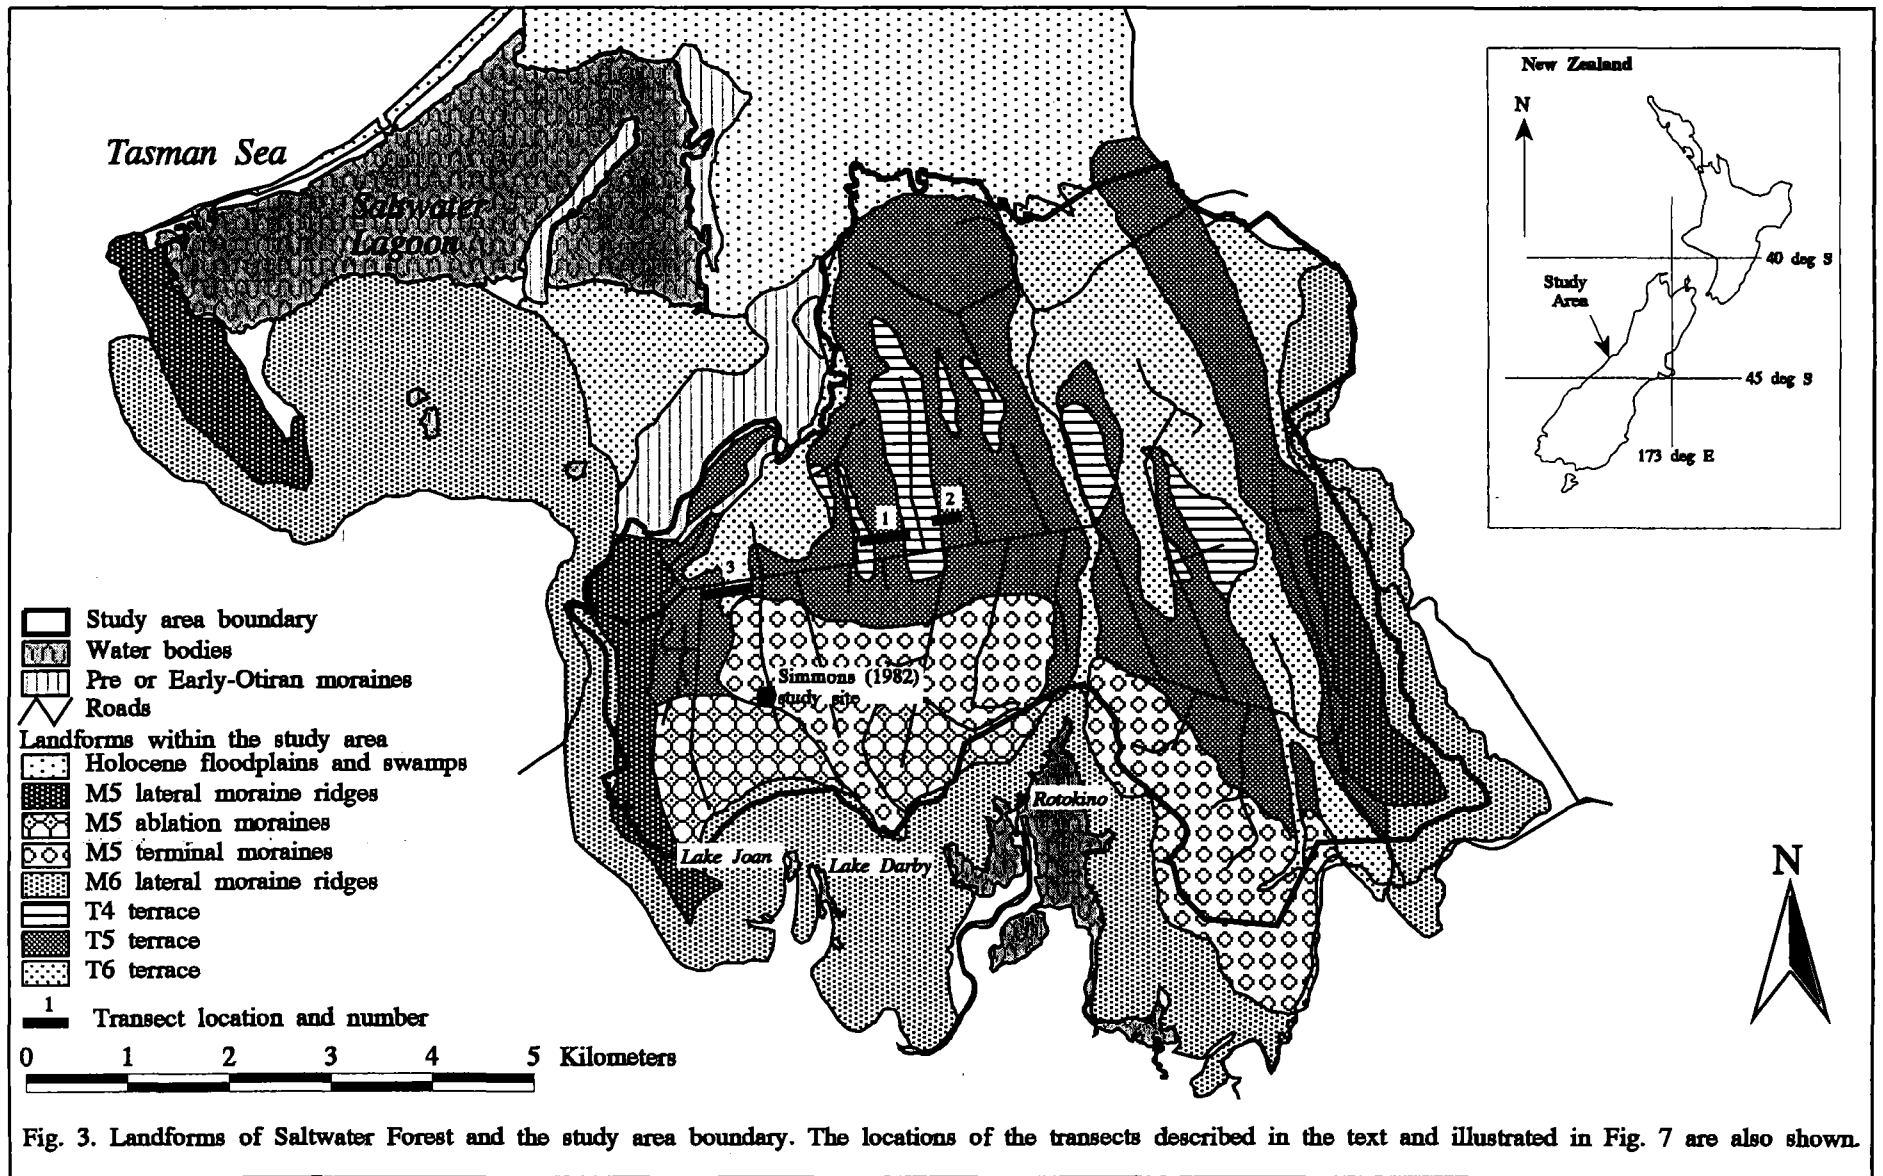 New Zealand
N
40 deg S
Study
Area
45 deg S
173 deg E
Tasman Sea
Saltwater
Lagoon
2
1
3
Simmons (1982)
study site
Rotokino
Lake Joan
Lake Darby
Study area boundary
Water bodies
Pre or Early-Otiran moraines
Roads
Landforms within the study area
Holocene floodplains and swamps
M5 lateral moraine ridges
M5 ablation moraines
M5 terminal moraines
M6 lateral moraine ridges
T4 terrace
T5 terrace
T6 terrace
1
Transect location and number
0 1 2 3 4 5 Kilometers
N
Fig. 3. Landforms of Saltwater Forest and the study area boundary. The locations of the transects described in the text and illustrated in Fig. 7 are also shown.